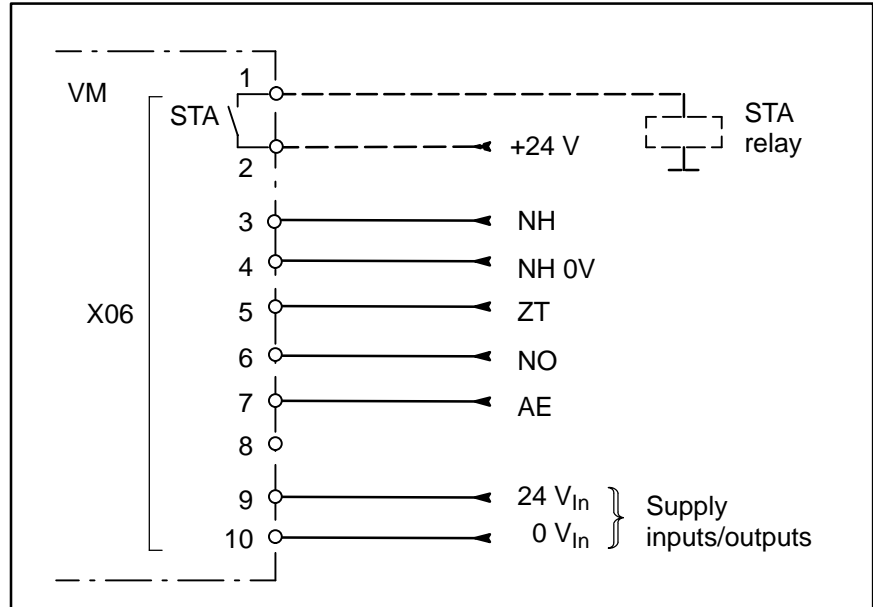 VM
1
STA
STA
relay
2
+24 V
3
NH
4
NH 0V
X06
5
ZT
6
NO
7
AE
8
9
24 VIn
Supply
10
0 VIn
inputs/outputs